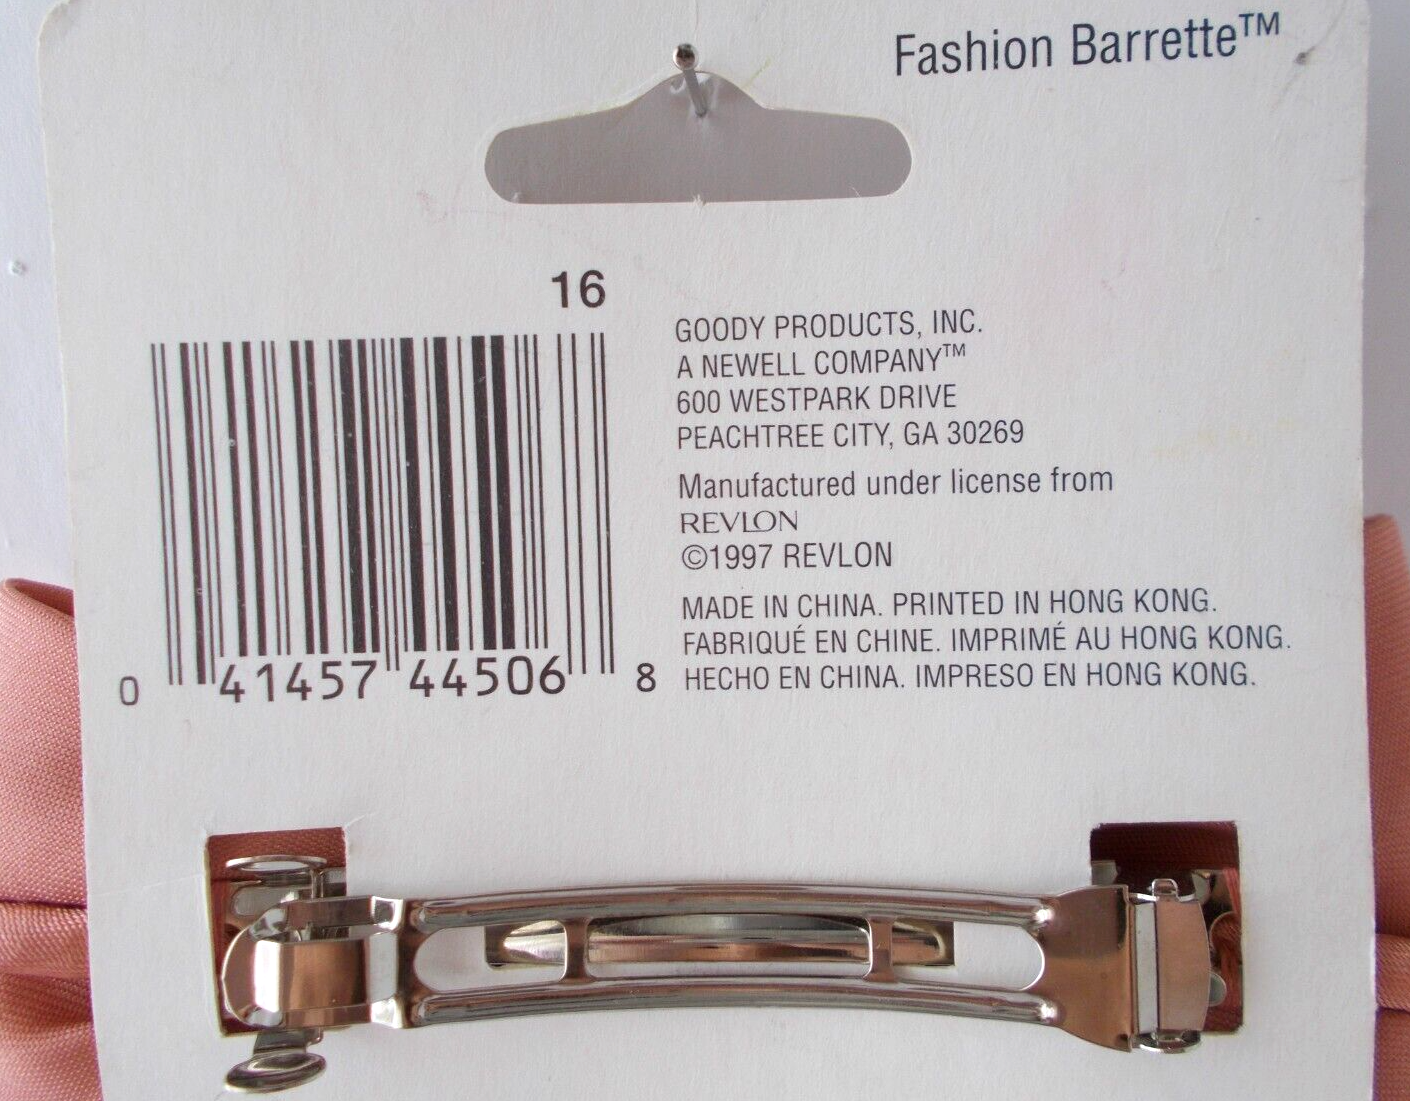 Fashion Barrette™
16
0 41457 44506 8
GOODY PRODUCTS, INC.
A NEWELL COMPANY™
600 WESTPARK DRIVE
PEACHTREE CITY, GA 30269
Manufactured under license from
REVLON
©1997 REVLON
MADE IN CHINA. PRINTED IN HONG KONG.
FABRIQUÉ EN CHINE. IMPRIMÉ AU HONG KONG.
HECHO EN CHINA. IMPRESO EN HONG KONG.